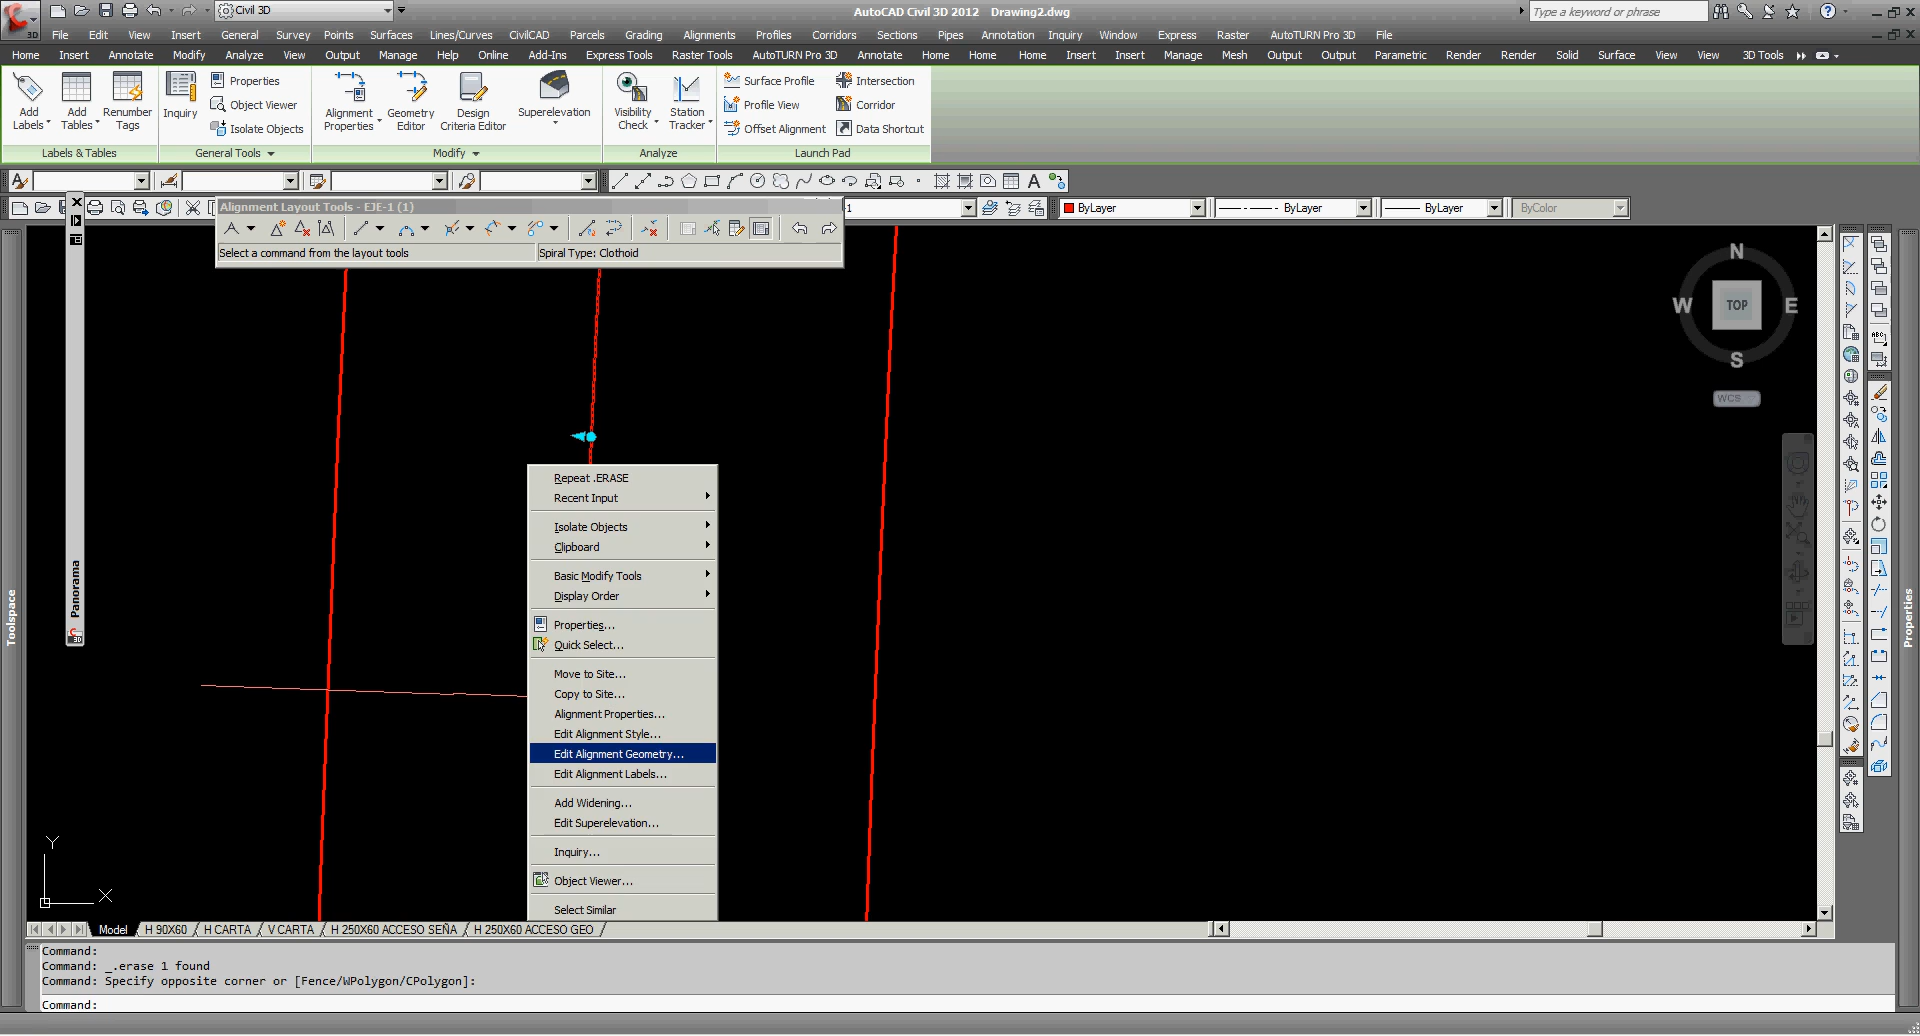 3D
Civil 3D
AutoCAD Civil 3D 2012 Drawing2.dwg
Type a keyword or phrase
File Edit View Insert General Survey Points Surfaces Lines/Curves CivilCAD Parcels Grading Alignments Profiles Corridors Sections Pipes Annotation Inquiry Window Express Raster AutoTURN Pro 3D File
Home Insert Annotate Modify Analyze View Output Manage Help Online Add-Ins Express Tools Raster Tools AutoTURN Pro 3D Annotate Home Home Home Insert Insert Manage Mesh Output Output Parametric Render Render Solid Surface View View 3D Tools
Add Labels
Add Tables
Renumber Tags
Labels & Tables
Inquiry
Properties
Object Viewer
Isolate Objects
General Tools
Alignment Properties
Geometry Editor
Design Criteria Editor
Superelevation
Modify
Visibility Check
Station Tracker
Analyze
Surface Profile
Profile View
Offset Alignment
Intersection
Corridor
Data Shortcut
Launch Pad
Alignment Layout Tools - EJE-1 (1)
Select a command from the layout tools
Spiral Type: Clothoid
-1
ByLayer
ByLayer
ByLayer
ByColor
N
W
TOP
E
S
WCS
ABC
Toolspace
Panorama
Properties
Repeat .ERASE
Recent Input
Isolate Objects
Clipboard
Basic Modify Tools
Display Order
Properties...
Quick Select...
Move to Site...
Copy to Site...
Alignment Properties...
Edit Alignment Style...
Edit Alignment Geometry...
Edit Alignment Labels...
Add Widening...
Edit Superelevation...
Inquiry...
Object Viewer...
Select Similar
Y
X
Model H 90X60 H CARTA V CARTA H 250X60 ACCESO SEÑA H 250X60 ACCESO GEO
Command:
Command: _.erase 1 found
Command: Specify opposite corner or [Fence/WPolygon/CPolygon]:
Command: